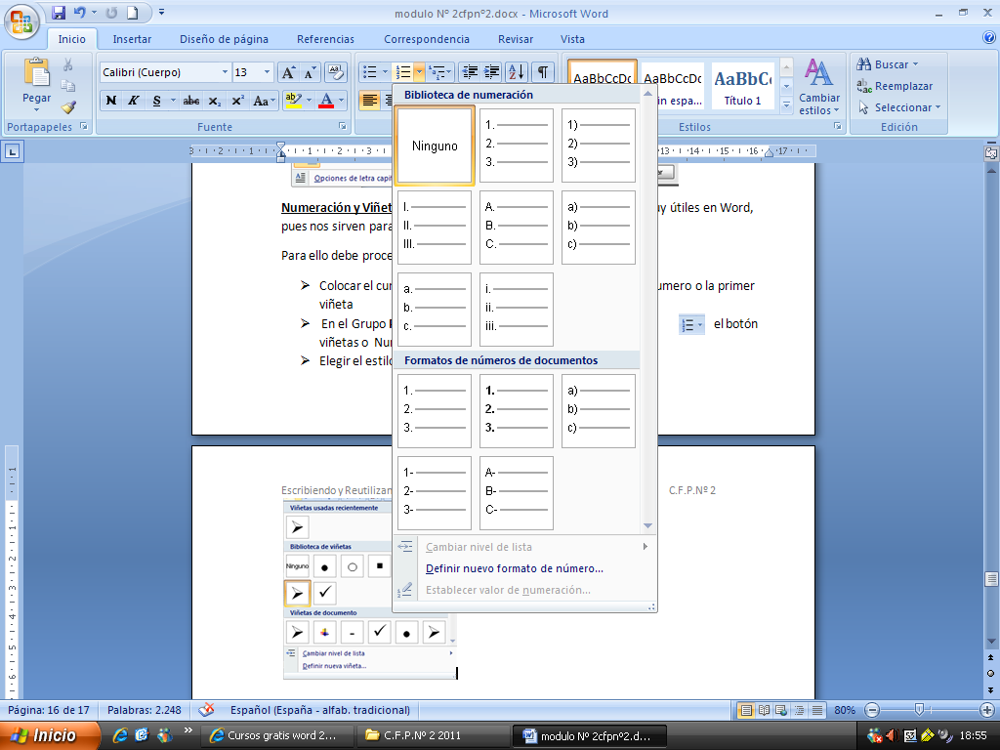 modulo Nº 2cfpnº2.docx - Microsoft Word
Inicio Insertar Diseño de página Referencias Correspondencia Revisar Vista
Pegar
Calibri (Cuerpo) 13
N K S abc x₂ x² Aa
AaBbCcDc AaBbCcDc AaBbC
in espa... Título 1
Cambiar estilos
Buscar
Reemplazar
Seleccionar
Portapapeles Fuente Estilos Edición
Biblioteca de numeración
Ninguno
1.
2.
3.
1)
2)
3)
I.
II.
III.
A.
B.
C.
a)
b)
c)
a.
b.
c.
i.
ii.
iii.
Formatos de números de documentos
1.
2.
3.
1.
2.
3.
a)
b)
c)
1-
2-
3-
A-
B-
C-
Cambiar nivel de lista
Definir nuevo formato de número...
Establecer valor de numeración...
Opciones de letra capi
Numeración y Viñet y útiles en Word,
pues nos sirven para
Para ello debe proce
Colocar el cu umero o la primer
viñeta
En el Grupo el botón
viñetas o Nu
Elegir el estilo
Escribiendo y Reutilizan C.F.P.Nº 2
Viñetas usadas recientemente
Biblioteca de viñetas
Ninguno
Viñetas de documento
Cambiar nivel de lista
Definir nueva viñeta...
Página: 16 de 17 Palabras: 2.248 Español (España - alfab. tradicional) 80%
Inicio Cursos gratis word 2... C.F.P.Nº 2 2011 modulo Nº 2cfpnº2.d... 18:55